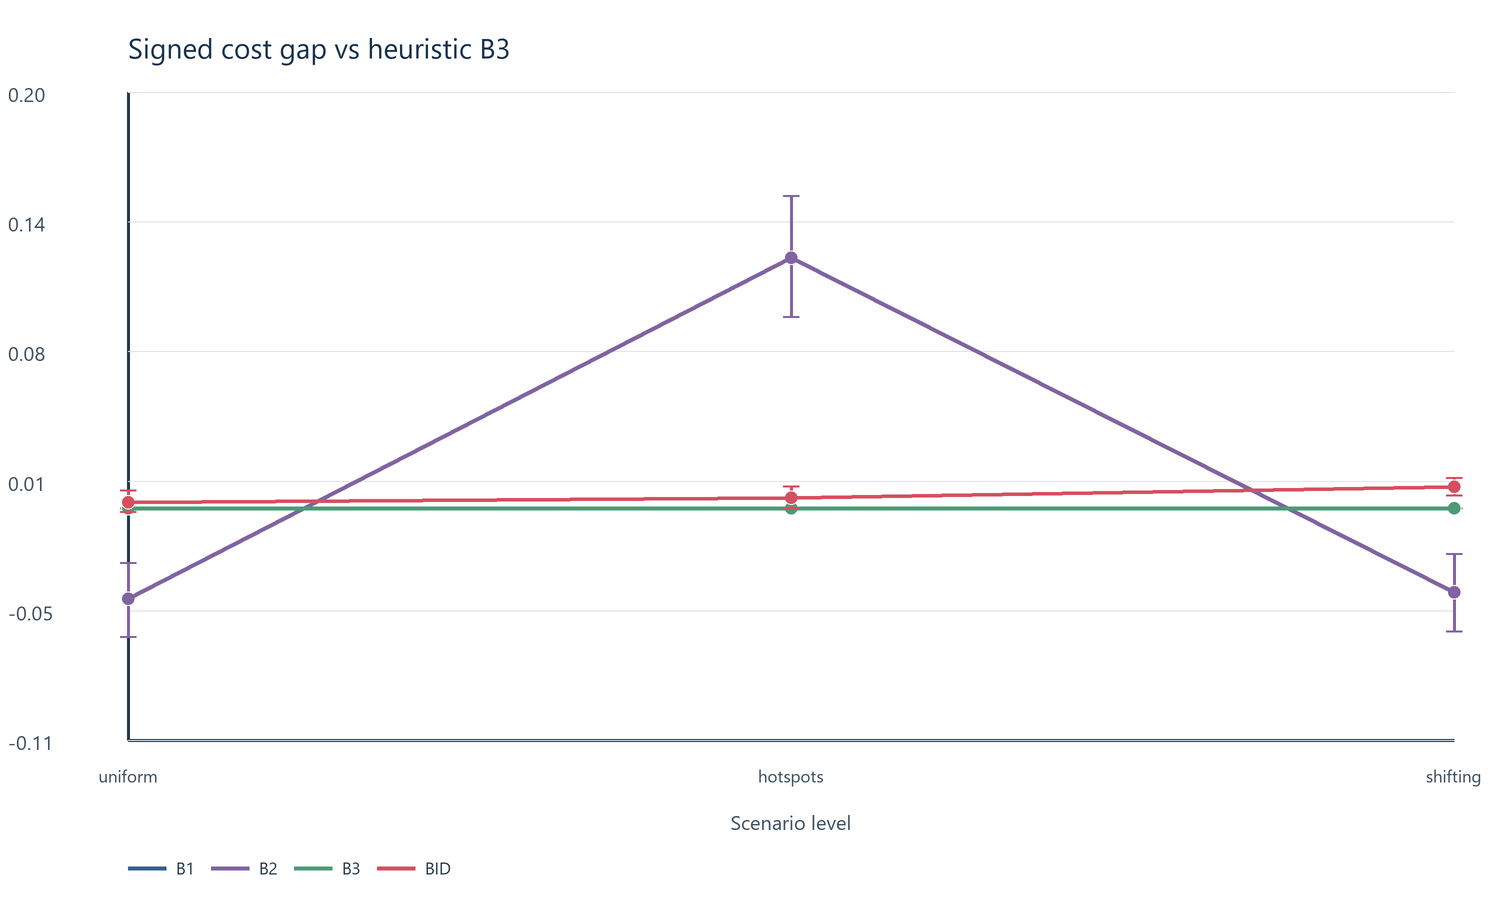 Signed cost gap vs heuristic B3
0.20
0.14
0.08
0.01
-0.05
-0.11
uniform hotspots shifting
Scenario level
B1 B2 B3 BID